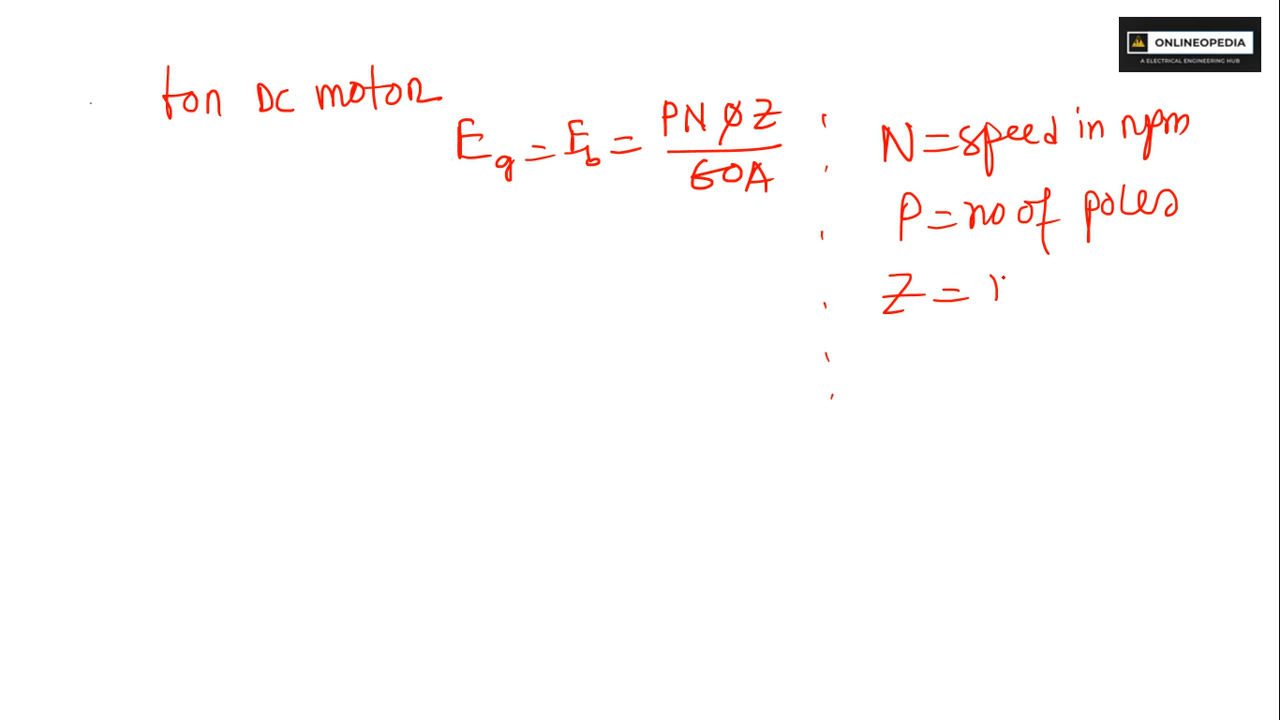 ONLINEOPEDIA
A ELECTRICAL ENGINEERING HUB
for DC motor
Eg = Eb = PNφZ / 60A
N = speed in rpm
P = no of poles
Z =